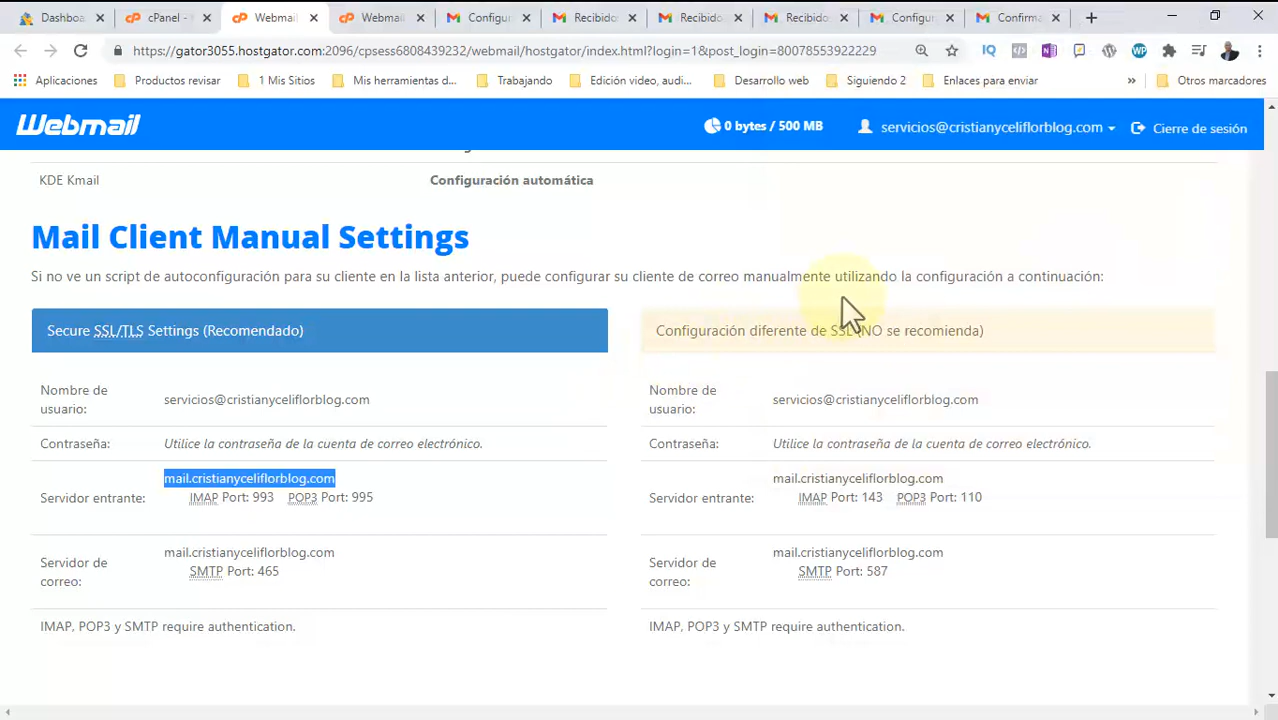 Dashboa
cPanel - 
Webmail
Webmail
Configur
Recibido
Recibido
Recibido
Configur
Confirma
https://gator3055.hostgator.com:2096/cpsess6808439232/webmail/hostgator/index.html?login=1&post_login=80078553922229
Aplicaciones
Productos revisar
1 Mis Sitios
Mis herramientas d...
Trabajando
Edición video, audi...
Desarrollo web
Siguiendo 2
Enlaces para enviar
»
Otros marcadores
Webmail
0 bytes / 500 MB
servicios@cristianyceliflorblog.com
Cierre de sesión
KDE Kmail
Configuración automática
Mail Client Manual Settings
Si no ve un script de autoconfiguración para su cliente en la lista anterior, puede configurar su cliente de correo manualmente utilizando la configuración a continuación:
Secure SSL/TLS Settings (Recomendado)
Nombre de
usuario:
servicios@cristianyceliflorblog.com
Contraseña:
Utilice la contraseña de la cuenta de correo electrónico.
Servidor entrante:
mail.cristianyceliflorblog.com
IMAP Port: 993 POP3 Port: 995
Servidor de
correo:
mail.cristianyceliflorblog.com
SMTP Port: 465
IMAP, POP3 y SMTP require authentication.
Configuración diferente de SSL (NO se recomienda)
Nombre de
usuario:
servicios@cristianyceliflorblog.com
Contraseña:
Utilice la contraseña de la cuenta de correo electrónico.
Servidor entrante:
mail.cristianyceliflorblog.com
IMAP Port: 143 POP3 Port: 110
Servidor de
correo:
mail.cristianyceliflorblog.com
SMTP Port: 587
IMAP, POP3 y SMTP require authentication.